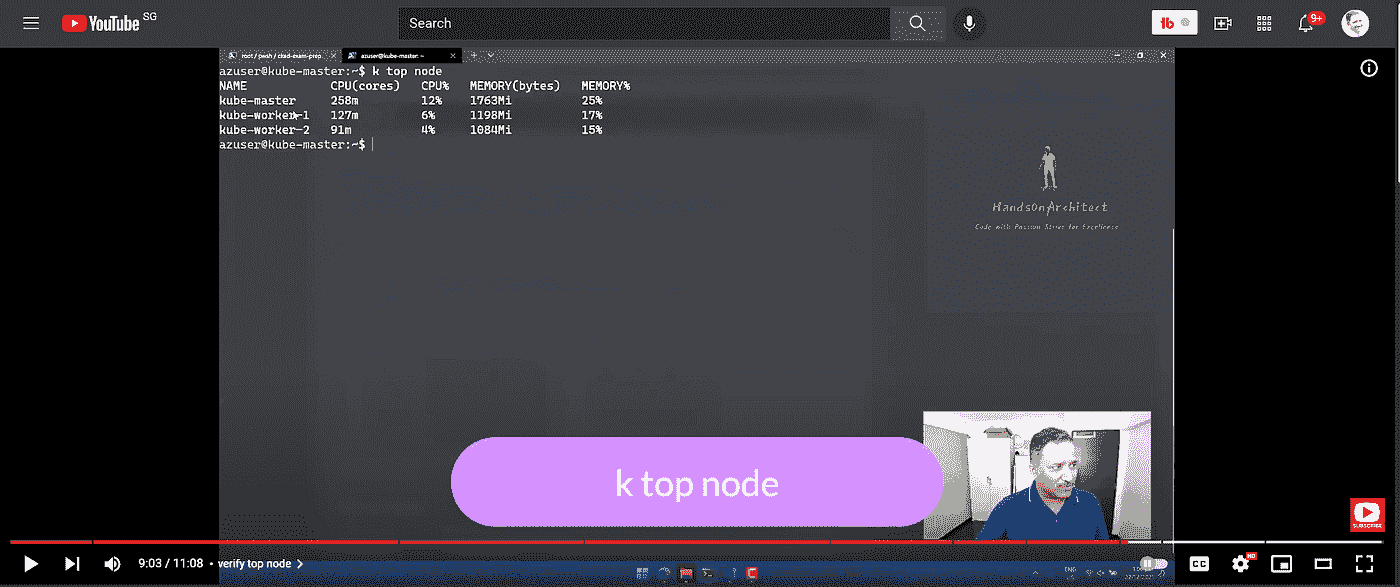 YouTube SG
Search
9+
root / pwsh / ckad-exam-prep
azuser@kube-master: ~
azuser@kube-master:~$ k top node
NAME CPU(cores) CPU% MEMORY(bytes) MEMORY%
kube-master 258m 12% 1763Mi 25%
kube-worker-1 127m 6% 1198Mi 17%
kube-worker-2 91m 4% 1084Mi 15%
azuser@kube-master:~$
HandsOnArchitect
Code with Passion Strive for Excellence
k top node
SUBSCRIBE
9:03 / 11:08 • verify top node
CC
HD
ENG